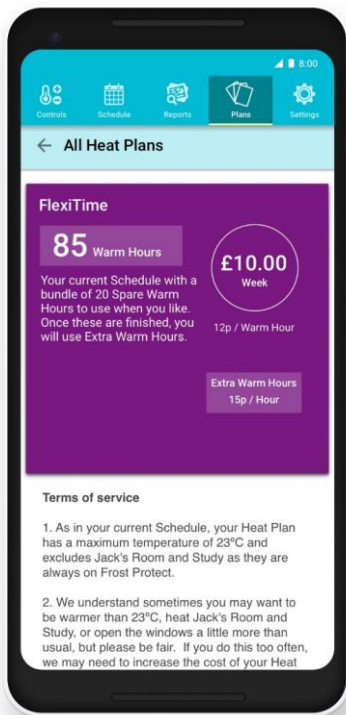 8:00
Controls Schedule Reports Plans Settings
← All Heat Plans
FlexiTime
85 Warm Hours
£10.00
Week
Your current Schedule with a
bundle of 20 Spare Warm
Hours to use when you like.
Once these are finished, you
will use Extra Warm Hours.
12p / Warm Hour
Extra Warm Hours
15p / Hour
Terms of service
1. As in your current Schedule, your Heat Plan
has a maximum temperature of 23ºC and
excludes Jack's Room and Study as they are
always on Frost Protect.
2. We understand sometimes you may want to
be warmer than 23ºC, heat Jack's Room and
Study, or open the windows a little more than
usual, but please be fair.  If you do this too often,
we may need to increase the cost of your Heat